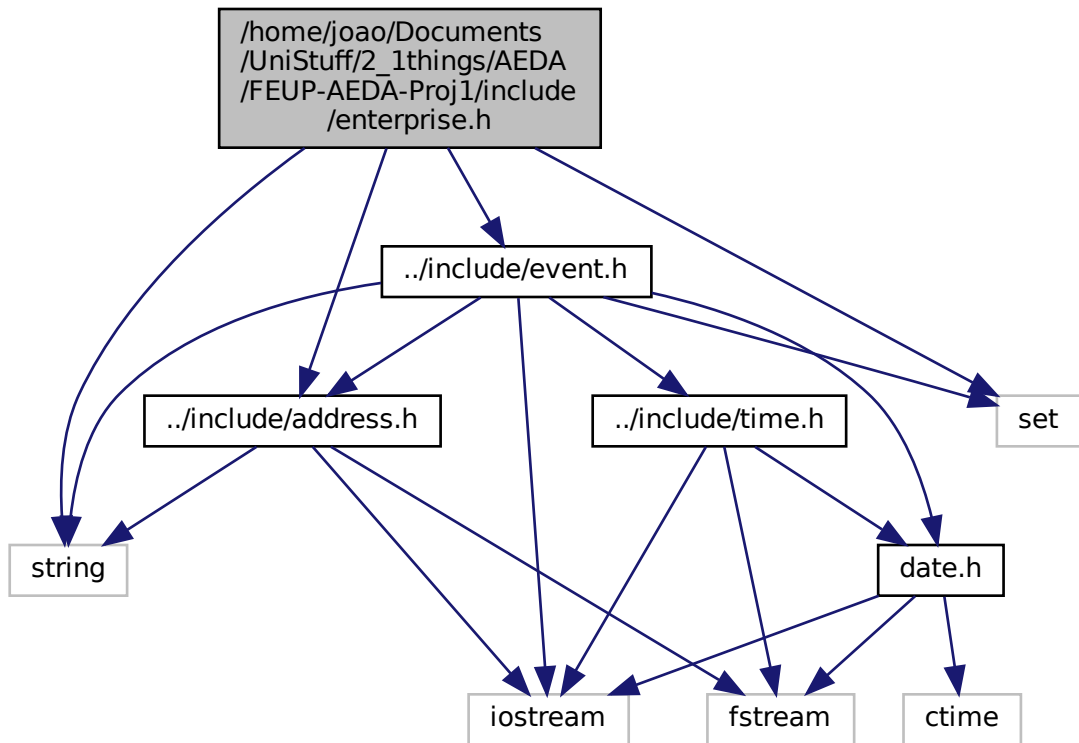 /home/joao/Documents
/UniStuff/2_1things/AEDA
/FEUP-AEDA-Proj1/include
/enterprise.h
../include/event.h
../include/address.h
../include/time.h
set
string
date.h
iostream
fstream
ctime